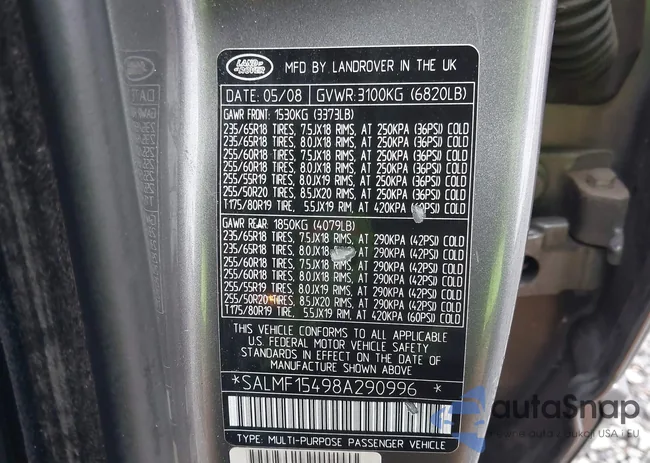 LAND-
ROVER
MFD BY LANDROVER IN THE UK
DATE: 05/08 GVWR:3100KG (6820LB)
GAWR FRONT: 1530KG (3373LB)
235/65R18 TIRES, 7.5JX18 RIMS, AT 250KPA (36PSI) COLD
235/65R18 TIRES, 8.0JX18 RIMS, AT 250KPA (36PSI) COLD
255/60R18 TIRES, 7.5JX18 RIMS, AT 250KPA (36PSI) COLD
255/60R18 TIRES, 8.0JX18 RIMS, AT 250KPA (36PSI) COLD
255/55R19 TIRES, 8.0JX19 RIMS, AT 250KPA (36PSI) COLD
255/50R20 TIRES, 8.5JX20 RIMS, AT 250KPA (36PSI) COLD
T175/80R19 TIRE, 5.5JX19 RIM, AT 420KPA (60PSI) COLD
GAWR REAR: 1850KG (4079LB)
235/65R18 TIRES, 7.5JX18 RIMS, AT 290KPA (42PSI) COLD
235/65R18 TIRES, 8.0JX18 RIMS, AT 290KPA (42PSI) COLD
255/60R18 TIRES, 7.5JX18 RIMS, AT 290KPA (42PSI) COLD
255/60R18 TIRES, 8.0JX18 RIMS, AT 290KPA (42PSI) COLD
255/55R19 TIRES, 8.0JX19 RIMS, AT 290KPA (42PSI) COLD
255/50R20 TIRES, 8.5JX20 RIMS, AT 290KPA (42PSI) COLD
T175/80R19 TIRE, 5.5JX19 RIM, AT 420KPA (60PSI) COLD
THIS VEHICLE CONFORMS TO ALL APPLICABLE
U.S. FEDERAL MOTOR VEHICLE SAFETY
STANDARDS IN EFFECT ON THE DATE OF
MANUFACTURE SHOWN ABOVE
*SALMF15498A290996 *
TYPE: MULTI-PURPOSE PASSENGER VEHICLE
autaSnap
aukcji USA i EU